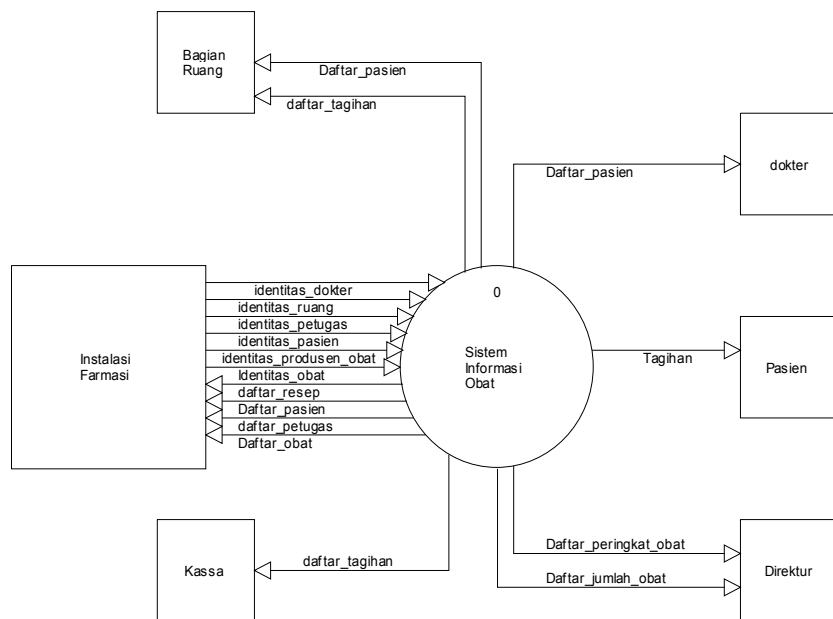 Bagian
Ruang
Daftar_pasien
daftar_tagihan
Daftar_pasien
dokter
Instalasi
Farmasi
identitas_dokter
identitas_ruang
identitas_petugas
identitas_pasien
identitas_produsen_obat
Identitas_obat
daftar_resep
Daftar_pasien
daftar_petugas
Daftar_obat
0
Sistem
Informasi
Obat
Tagihan
Pasien
Kassa
daftar_tagihan
Daftar_peringkat_obat
Daftar_jumlah_obat
Direktur